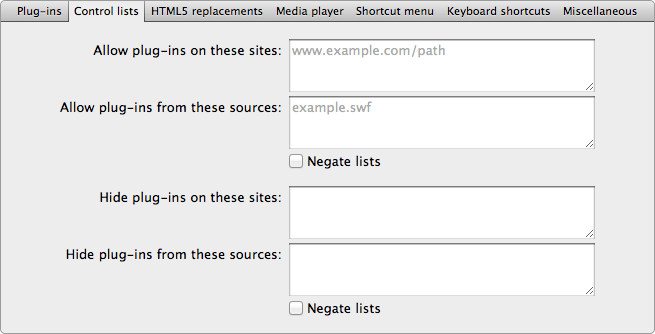 Plug-ins Control lists HTML5 replacements Media player Shortcut menu Keyboard shortcuts Miscellaneous
Allow plug-ins on these sites: www.example.com/path
Allow plug-ins from these sources: example.swf
Negate lists
Hide plug-ins on these sites:
Hide plug-ins from these sources:
Negate lists